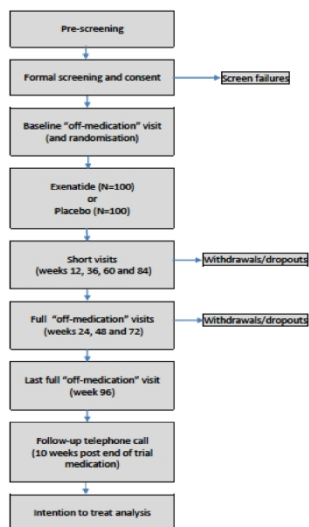 Pre-screening
Formal screening and consent
Screen failures
Baseline "off-medication" visit
(and randomisation)
Exenatide (N=100)
or
Placebo (N=100)
Short visits
(weeks 12, 36, 60 and 84)
Withdrawals/dropouts
Full "off-medication" visits
(weeks 24, 48 and 72)
Withdrawals/dropouts
Last full "off-medication" visit
(week 96)
Follow-up telephone call
(10 weeks post end of trial
medication)
Intention to treat analysis